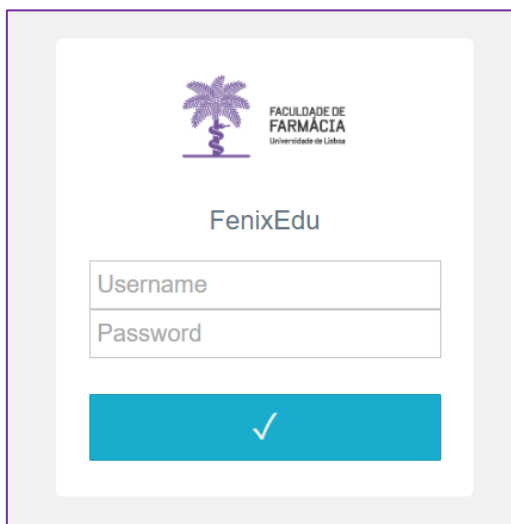 FACULDADE DE
FARMÁCIA
Universidade de Lisboa
FenixEdu
Username
Password